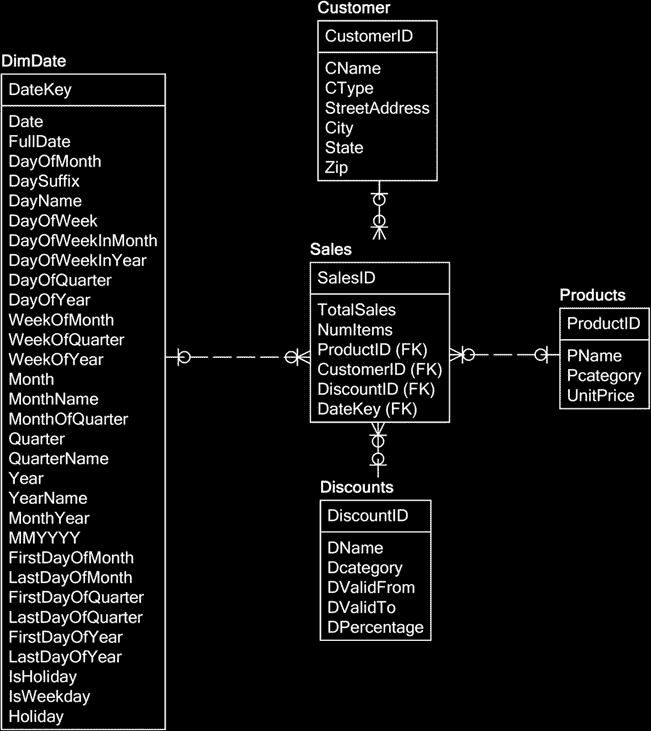 DimDate
DateKey
Date
FullDate
DayOfMonth
DaySuffix
DayName
DayOfWeek
DayOfWeekInMonth
DayOfWeekInYear
DayOfQuarter
DayOfYear
WeekOfMonth
WeekOfQuarter
WeekOfYear
Month
MonthName
MonthOfQuarter
Quarter
QuarterName
Year
YearName
MonthYear
MMYYYY
FirstDayOfMonth
LastDayOfMonth
FirstDayOfQuarter
LastDayOfQuarter
FirstDayOfYear
LastDayOfYear
IsHoliday
IsWeekday
Holiday
Customer
CustomerID
CName
CType
StreetAddress
City
State
Zip
Sales
SalesID
TotalSales
NumItems
ProductID (FK)
CustomerID (FK)
DiscountID (FK)
DateKey (FK)
Products
ProductID
PName
Pcategory
UnitPrice
Discounts
DiscountID
DName
Dcategory
DValidFrom
DValidTo
DPercentage